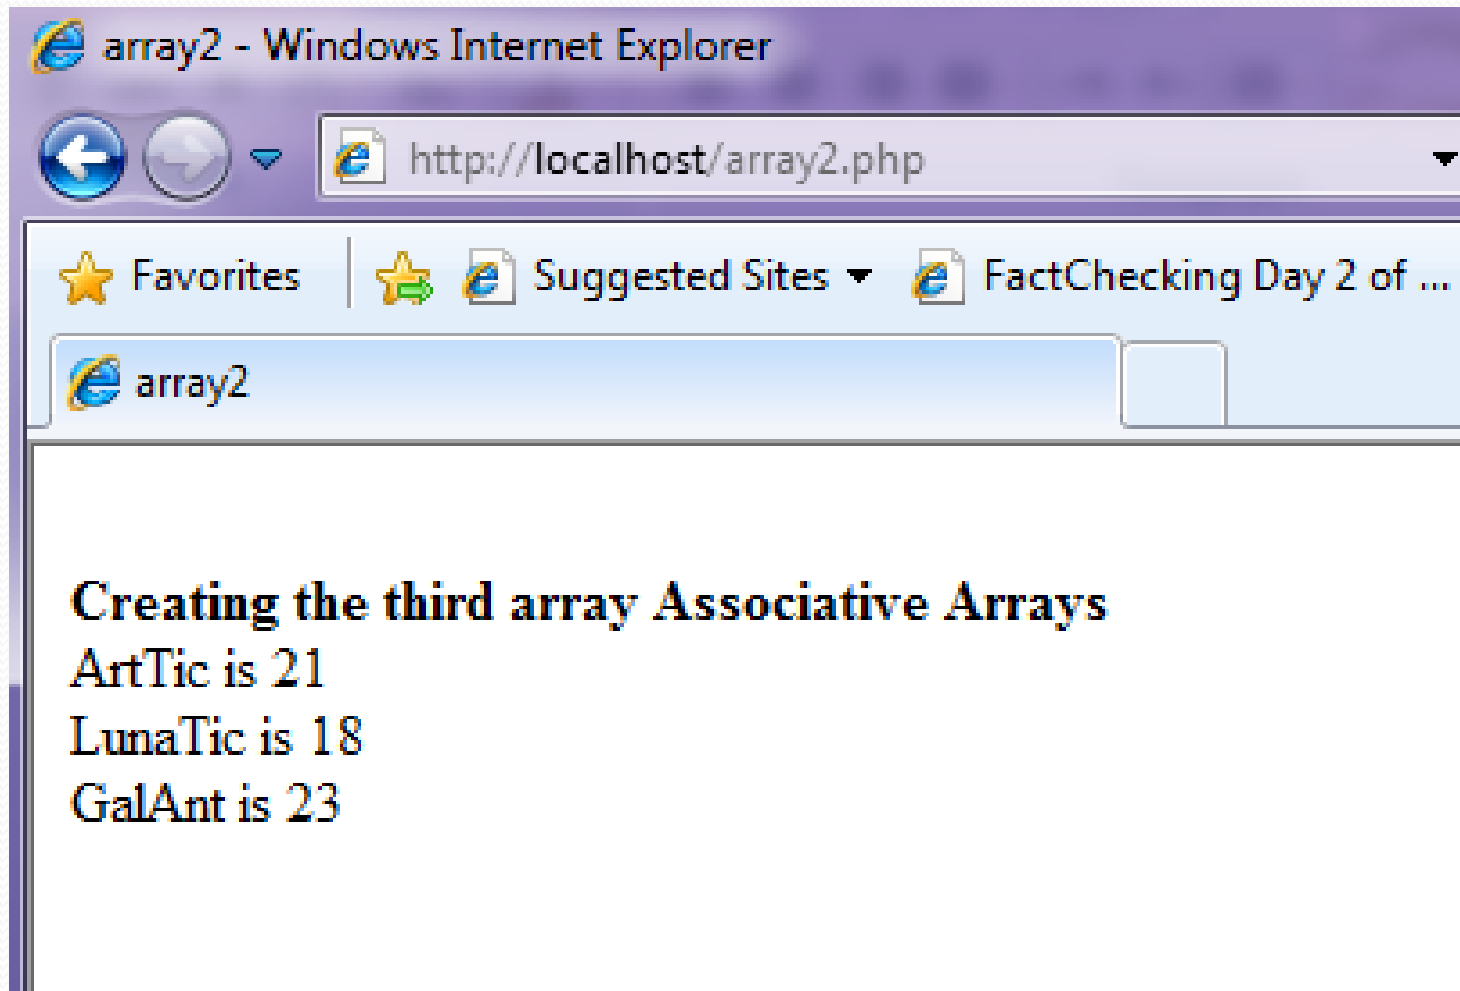 array2 - Windows Internet Explorer
http://localhost/array2.php
Favorites
Suggested Sites
FactChecking Day 2 of ...
array2
Creating the third array Associative Arrays
ArtTic is 21
LunaTic is 18
GalAnt is 23